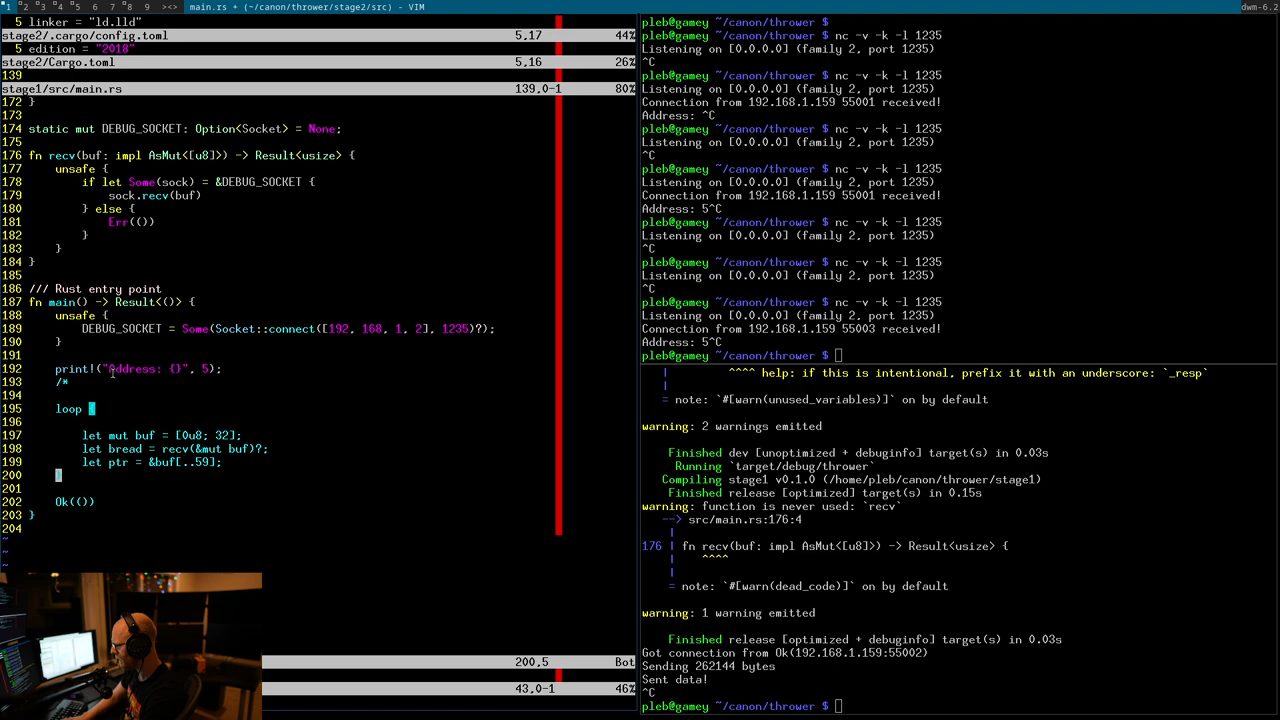 1 2 3 4 5 6 7 8 9 ><> main.rs + (~/canon/thrower/stage2/src) - VIM dwm-6.2
5 linker = "ld.lld"
stage2/.cargo/config.toml 5,17 44%
5 edition = "2018"
stage2/Cargo.toml 5,16 26%
139
stage1/src/main.rs 139,0-1 80%
172 }
173
174 static mut DEBUG_SOCKET: Option<Socket> = None;
175
176 fn recv(buf: impl AsMut<[u8]>) -> Result<usize> {
177 unsafe {
178 if let Some(sock) = &DEBUG_SOCKET {
179 sock.recv(buf)
180 } else {
181 Err(())
182 }
183 }
184 }
185
186 /// Rust entry point
187 fn main() -> Result<()> {
188 unsafe {
189 DEBUG_SOCKET = Some(Socket::connect([192, 168, 1, 2], 1235)?);
190 }
191
192 print!("Address: {}", 5);
193 /*
194
195 loop {
196
197 let mut buf = [0u8; 32];
198 let bread = recv(&mut buf)?;
199 let ptr = &buf[..59];
200 }
201
202 Ok(())
203 }
204
~
~
~
200,5 Bot
43,0-1 46%
pleb@gamey ~/canon/thrower $
pleb@gamey ~/canon/thrower $ nc -v -k -l 1235
Listening on [0.0.0.0] (family 2, port 1235)
^C
pleb@gamey ~/canon/thrower $ nc -v -k -l 1235
Listening on [0.0.0.0] (family 2, port 1235)
Connection from 192.168.1.159 55001 received!
Address: ^C
pleb@gamey ~/canon/thrower $ nc -v -k -l 1235
Listening on [0.0.0.0] (family 2, port 1235)
^C
pleb@gamey ~/canon/thrower $ nc -v -k -l 1235
Listening on [0.0.0.0] (family 2, port 1235)
Connection from 192.168.1.159 55001 received!
Address: 5^C
pleb@gamey ~/canon/thrower $ nc -v -k -l 1235
Listening on [0.0.0.0] (family 2, port 1235)
^C
pleb@gamey ~/canon/thrower $ nc -v -k -l 1235
Listening on [0.0.0.0] (family 2, port 1235)
^C
pleb@gamey ~/canon/thrower $ nc -v -k -l 1235
Listening on [0.0.0.0] (family 2, port 1235)
Connection from 192.168.1.159 55003 received!
Address: 5^C
pleb@gamey ~/canon/thrower $
| ^^^^ help: if this is intentional, prefix it with an underscore: `_resp`
|
= note: `#[warn(unused_variables)]` on by default
warning: 2 warnings emitted
Finished dev [unoptimized + debuginfo] target(s) in 0.03s
Running `target/debug/thrower`
Compiling stage1 v0.1.0 (/home/pleb/canon/thrower/stage1)
Finished release [optimized] target(s) in 0.15s
warning: function is never used: `recv`
--> src/main.rs:176:4
|
176 | fn recv(buf: impl AsMut<[u8]>) -> Result<usize> {
| ^^^^
|
= note: `#[warn(dead_code)]` on by default
warning: 1 warning emitted
Finished release [optimized + debuginfo] target(s) in 0.03s
Got connection from Ok(192.168.1.159:55002)
Sending 262144 bytes
Sent data!
^C
pleb@gamey ~/canon/thrower $